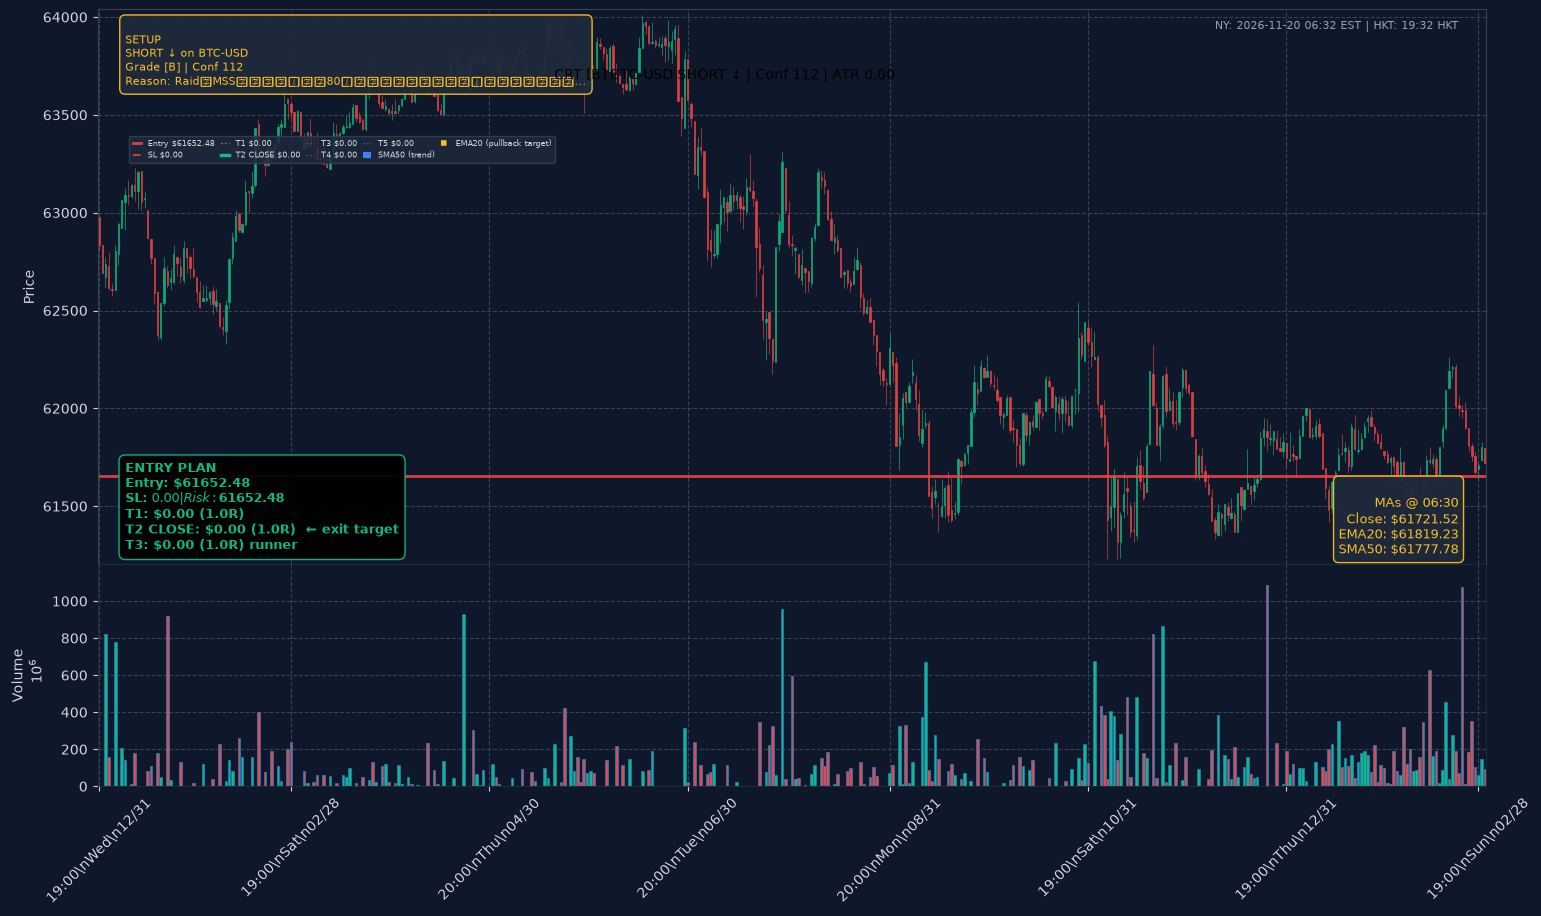 NY: 2026-11-20 06:32 EST | HKT: 19:32 HKT
SETUP
SHORT ↓ on BTC-USD
Grade [B] | Conf 112
Reason: Raid MSS 80 ...
CRT [B] BTC-USD SHORT ↓ | Conf 112 | ATR 0.00
Entry $61652.48 T1 $0.00 T3 $0.00 T5 $0.00 EMA20 (pullback target)
SL $0.00 T2 CLOSE $0.00 T4 $0.00 SMA50 (trend)
64000
63500
63000
62500
62000
61500
Price
ENTRY PLAN
Entry: $61652.48
SL: 0.00|Risk:61652.48
T1: $0.00 (1.0R)
T2 CLOSE: $0.00 (1.0R) ← exit target
T3: $0.00 (1.0R) runner
MAs @ 06:30
Close: $61721.52
EMA20: $61819.23
SMA50: $61777.78
1000
800
600
400
200
0
Volume
10⁶
19:00\nWed\n12/31
19:00\nSat\n02/28
20:00\nThu\n04/30
20:00\nTue\n06/30
20:00\nMon\n08/31
19:00\nSat\n10/31
19:00\nThu\n12/31
19:00\nSun\n02/28